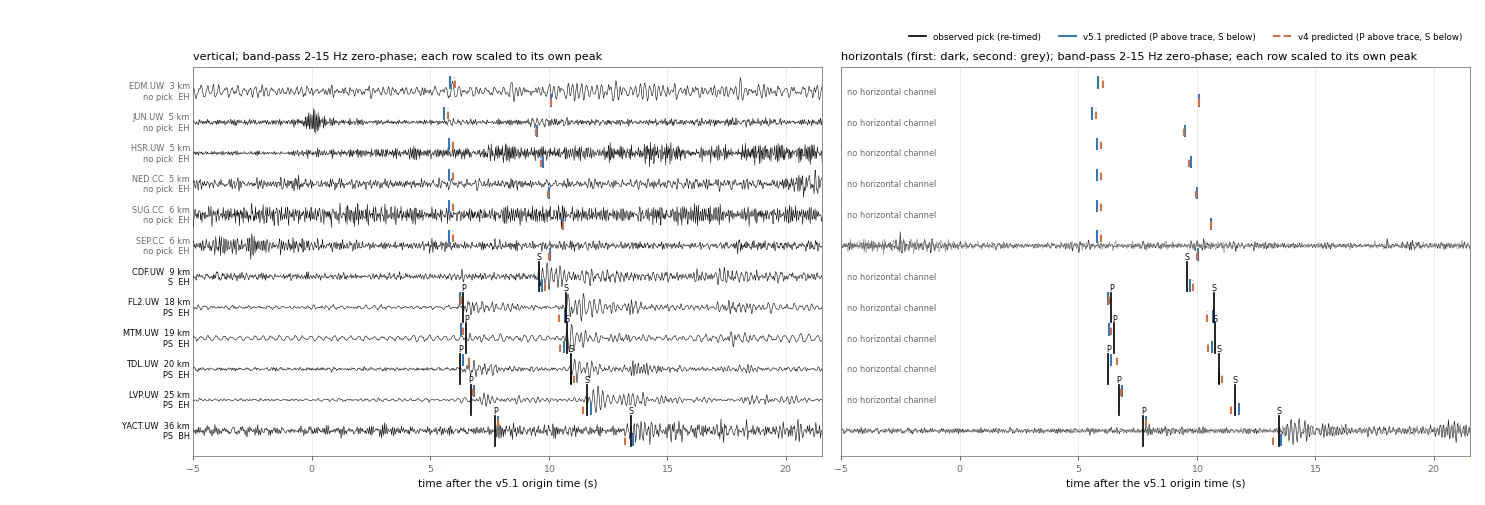 observed pick (re-timed)   v5.1 predicted (P above trace, S below)   v4 predicted (P above trace, S below)
vertical; band-pass 2-15 Hz zero-phase; each row scaled to its own peak
horizontals (first: dark, second: grey); band-pass 2-15 Hz zero-phase; each row scaled to its own peak
EDM.UW 3 km
no pick EH
no horizontal channel
JUN.UW 5 km
no pick EH
no horizontal channel
HSR.UW 5 km
no pick EH
no horizontal channel
NED.CC 5 km
no pick EH
no horizontal channel
SUG.CC 6 km
no pick EH
no horizontal channel
SEP.CC 6 km
no pick EH
S
CDF.UW 9 km
S EH
no horizontal channel
P S
P S
FL2.UW 18 km
PS EH
no horizontal channel
P S
P S
MTM.UW 19 km
PS EH
no horizontal channel
P S
P S
TDL.UW 20 km
PS EH
no horizontal channel
P S
P S
LVP.UW 25 km
PS EH
no horizontal channel
P S
P S
YACT.UW 36 km
PS BH
−5 0 5 10 15 20
−5 0 5 10 15 20
time after the v5.1 origin time (s)
time after the v5.1 origin time (s)